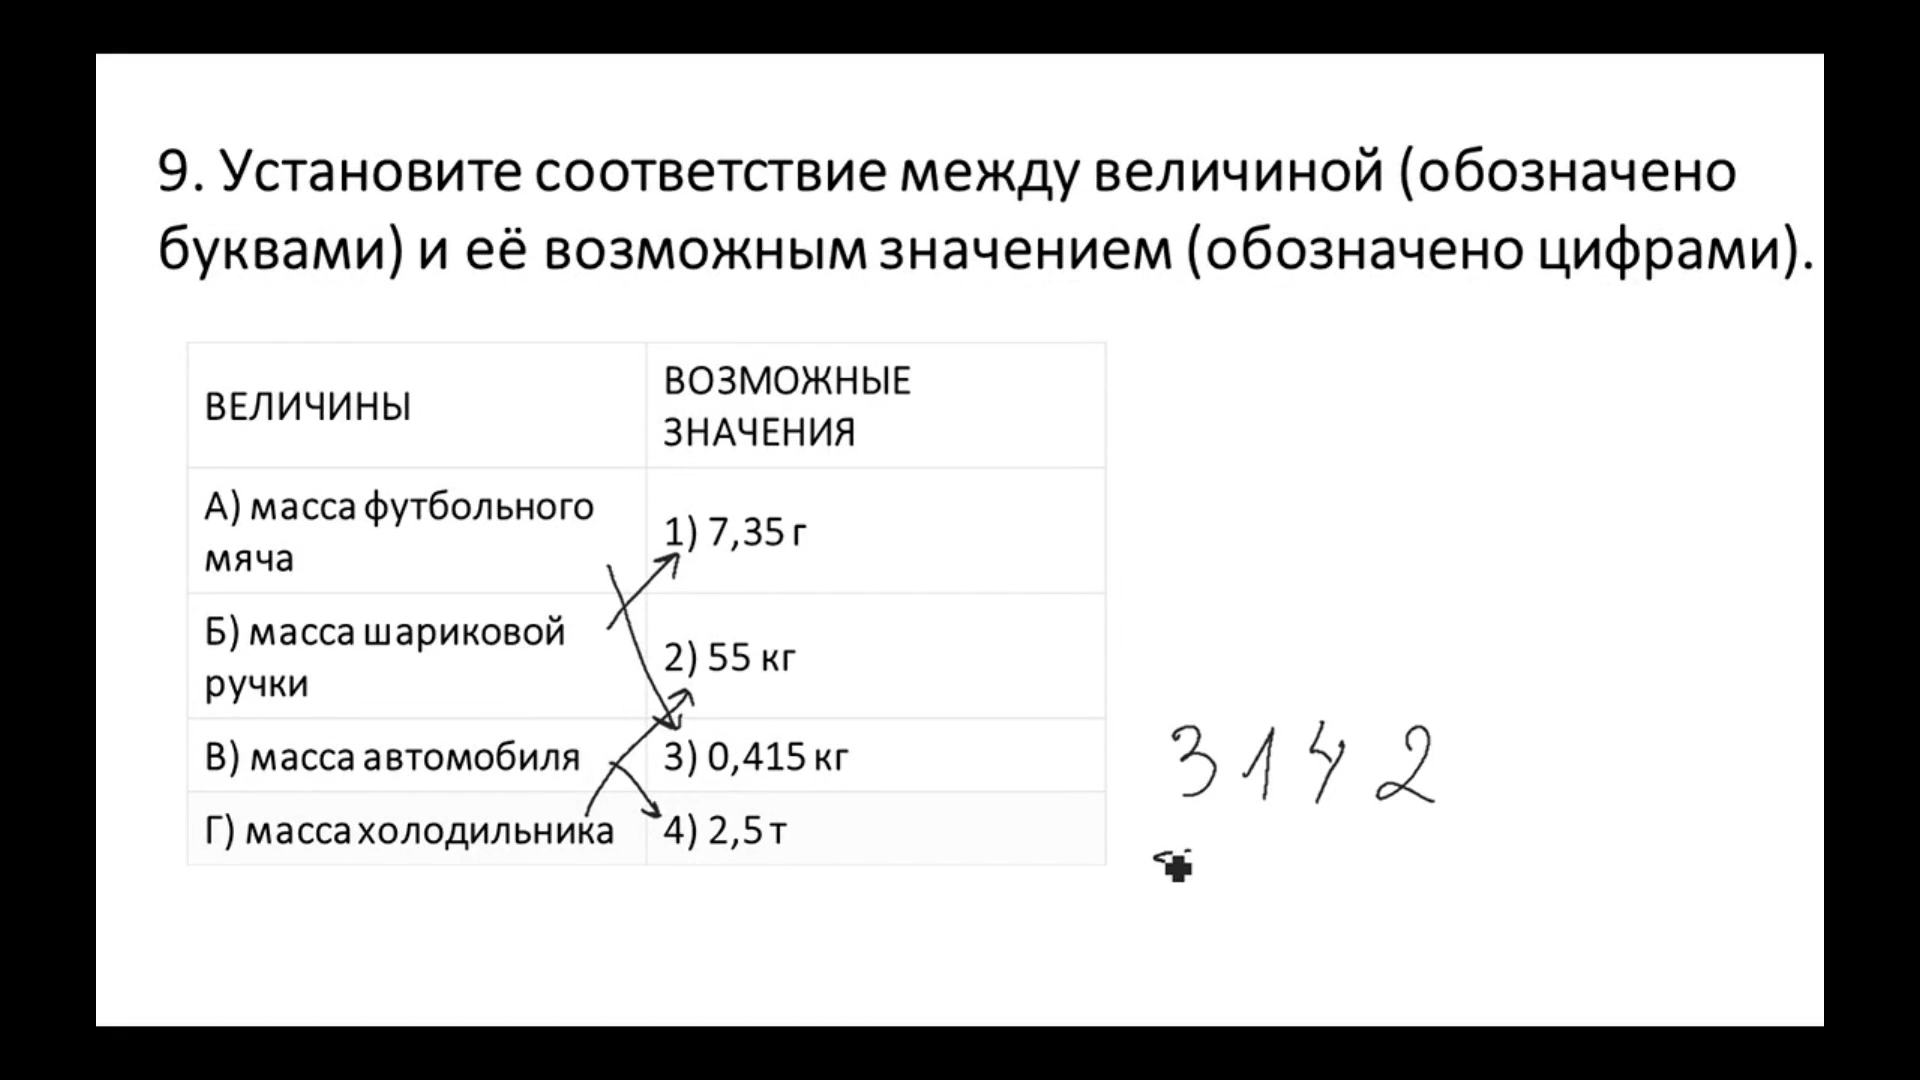 9. Установите соответствие между величиной (обозначено
буквами) и её возможным значением (обозначено цифрами).
ВЕЛИЧИНЫ
ВОЗМОЖНЫЕ
ЗНАЧЕНИЯ
А) масса футбольного
мяча
1) 7,35 г
Б) масса шариковой
ручки
2) 55 кг
В) масса автомобиля
3) 0,415 кг
Г) масса холодильника
4) 2,5 т
3142